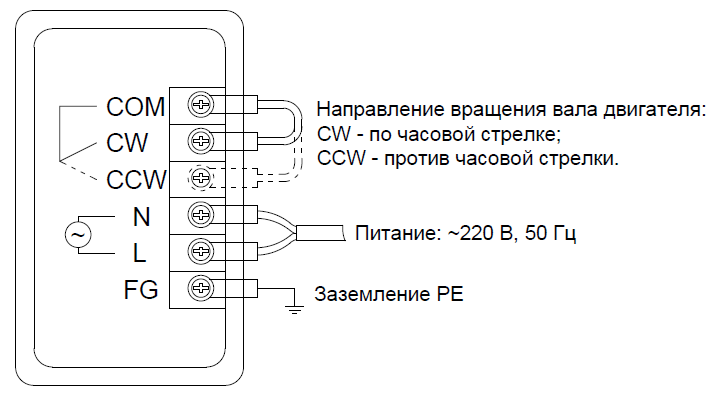 COM
CW
CCW
N
L
FG
~
Направление вращения вала двигателя:
CW - по часовой стрелке;
CCW - против часовой стрелки.
Питание: ~220 В, 50 Гц
Заземление PE